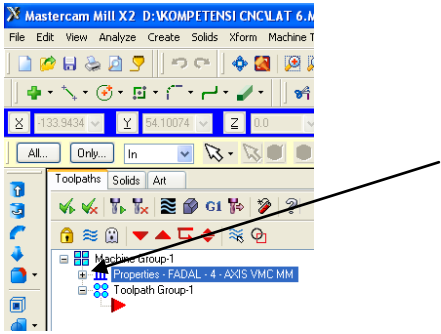 Mastercam Mill X2 D:\KOMPETENSI CNC\LAT 6.M
File Edit View Analyze Create Solids Xform Machine T
X -133.9434 Y 54.10074 Z 0.0
All... Only... In
Toolpaths Solids Art
G1
Machine Group-1
Properties - FADAL - 4 - AXIS VMC MM
Toolpath Group-1